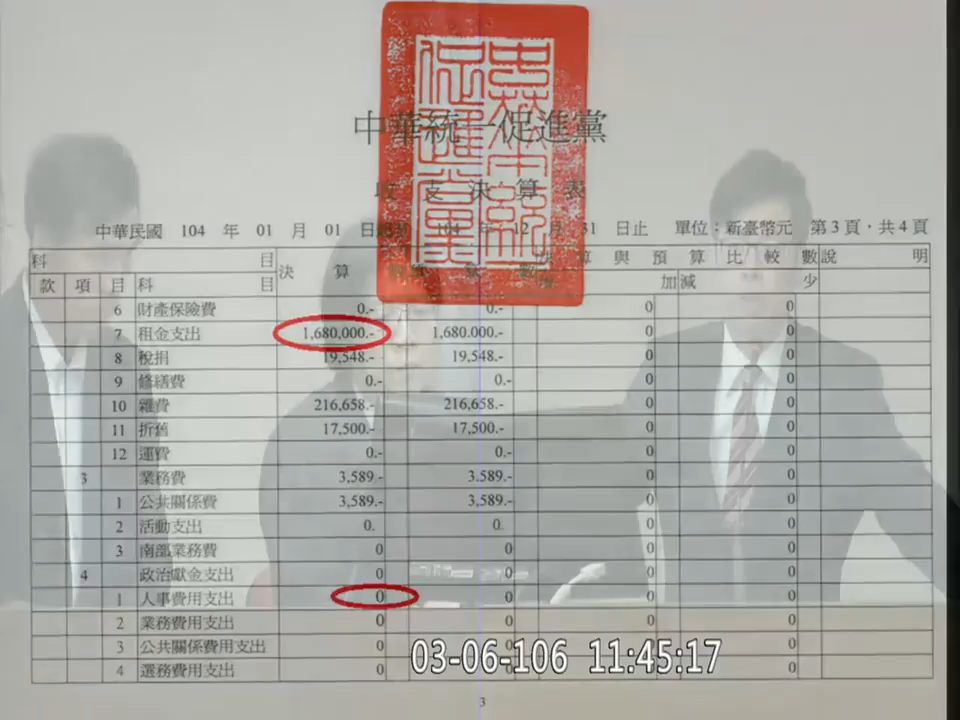 中華統一促進黨
收支決算表
中華民國 104 年 01 月 01 日 104 年 12 月 31 日止 單位：新臺幣元 第3頁，共4頁
科 目 決 算 決 算 與 預 算 比 較 數 說 明
款 項 目 科 目 加 減 少
6 財產保險費 0.- 0.- 0 0
7 租金支出 1,680,000.- 1,680.000.- 0 0
8 稅捐 19,548.- 19,548.- 0 0
9 修繕費 0.- 0.- 0 0
10 雜費 216,658.- 216,658.- 0 0
11 折舊 17,500.- 17,500.- 0 0
12 運費 0.- 0.- 0 0
3 業務費 3,589.- 3.589.- 0 0
1 公共關係費 3,589.- 3,589.- 0 0
2 活動支出 0. 0. 0 0
3 南部業務費 0 0 0 0
4 政治獻金支出 0 0 0 0
1 人事費用支出 0 0 0 0
2 業務費用支出 0 0 0 0
3 公共關係費用支出 0 0
4 選務費用支出 0 0
03-06-106 11:45:17
3